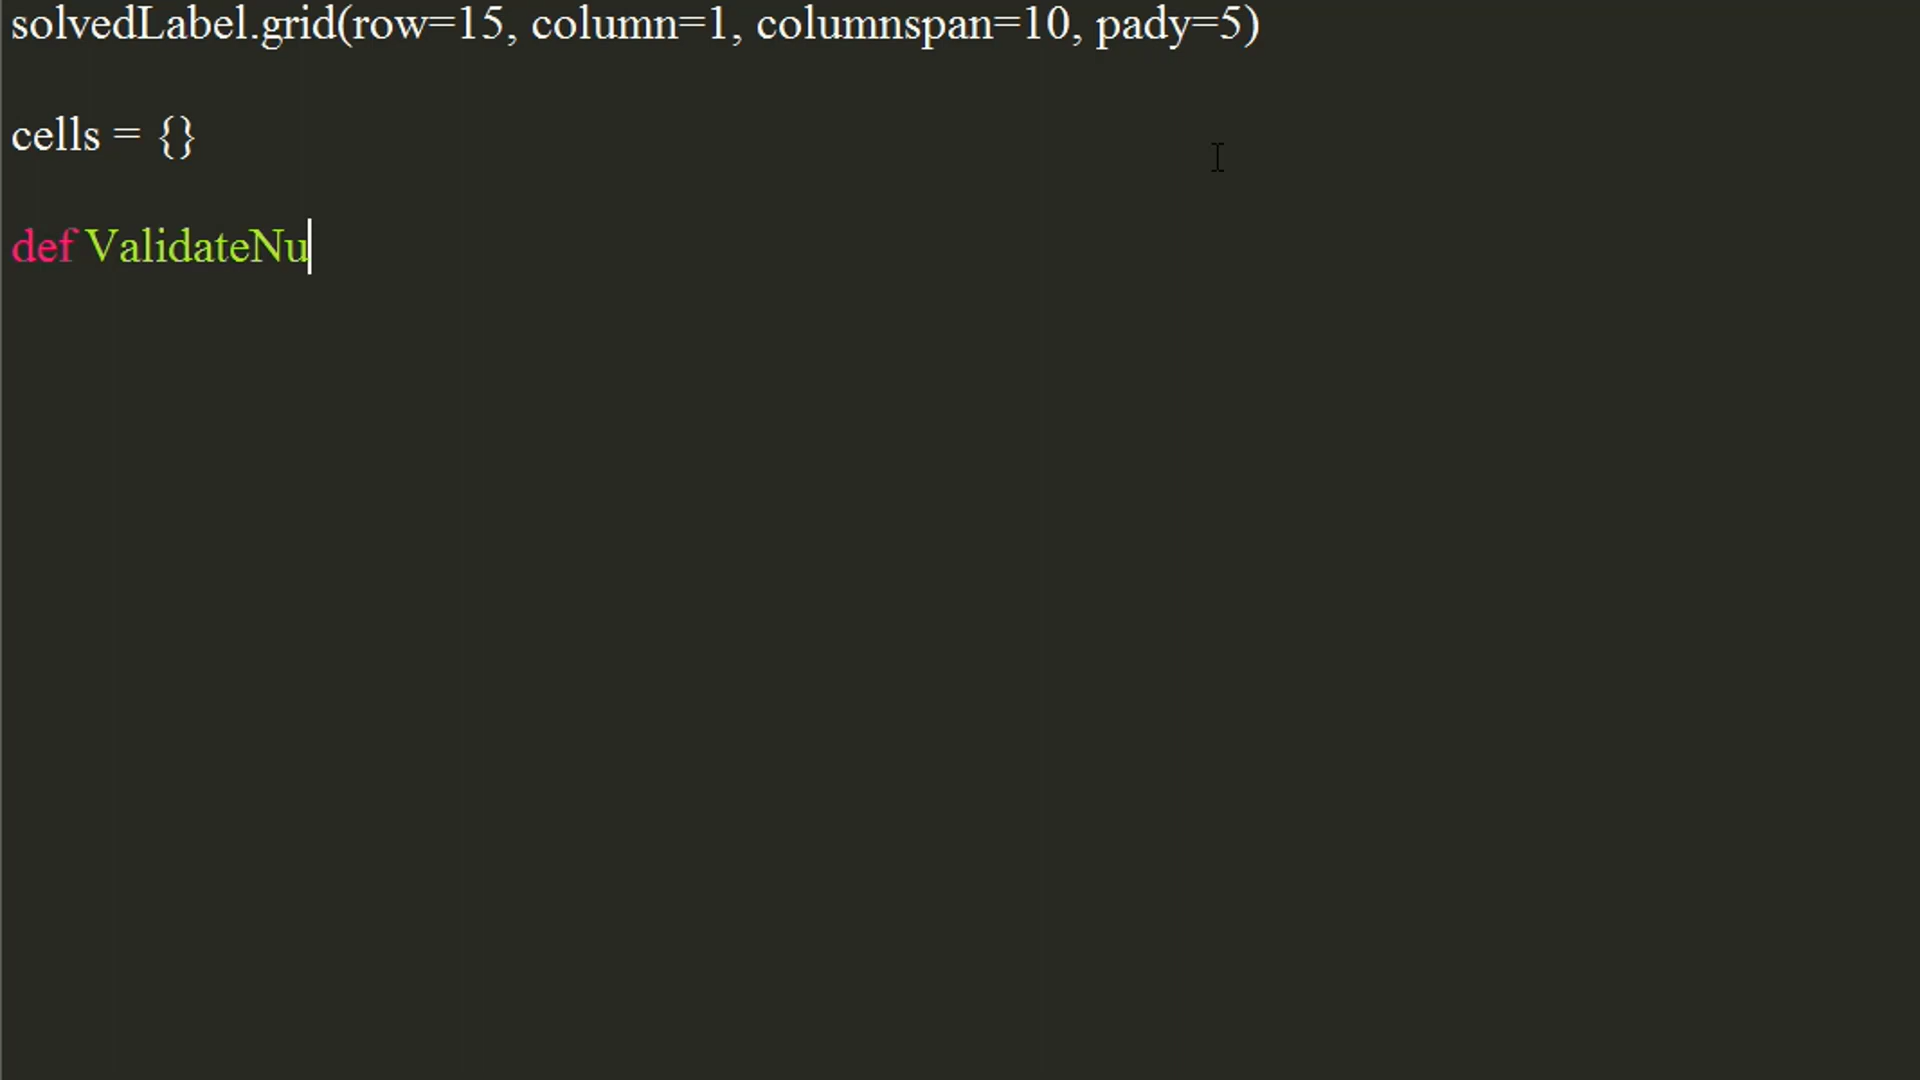 solvedLabel.grid(row=15, column=1, columnspan=10, pady=5)
cells = {}
def ValidateNu